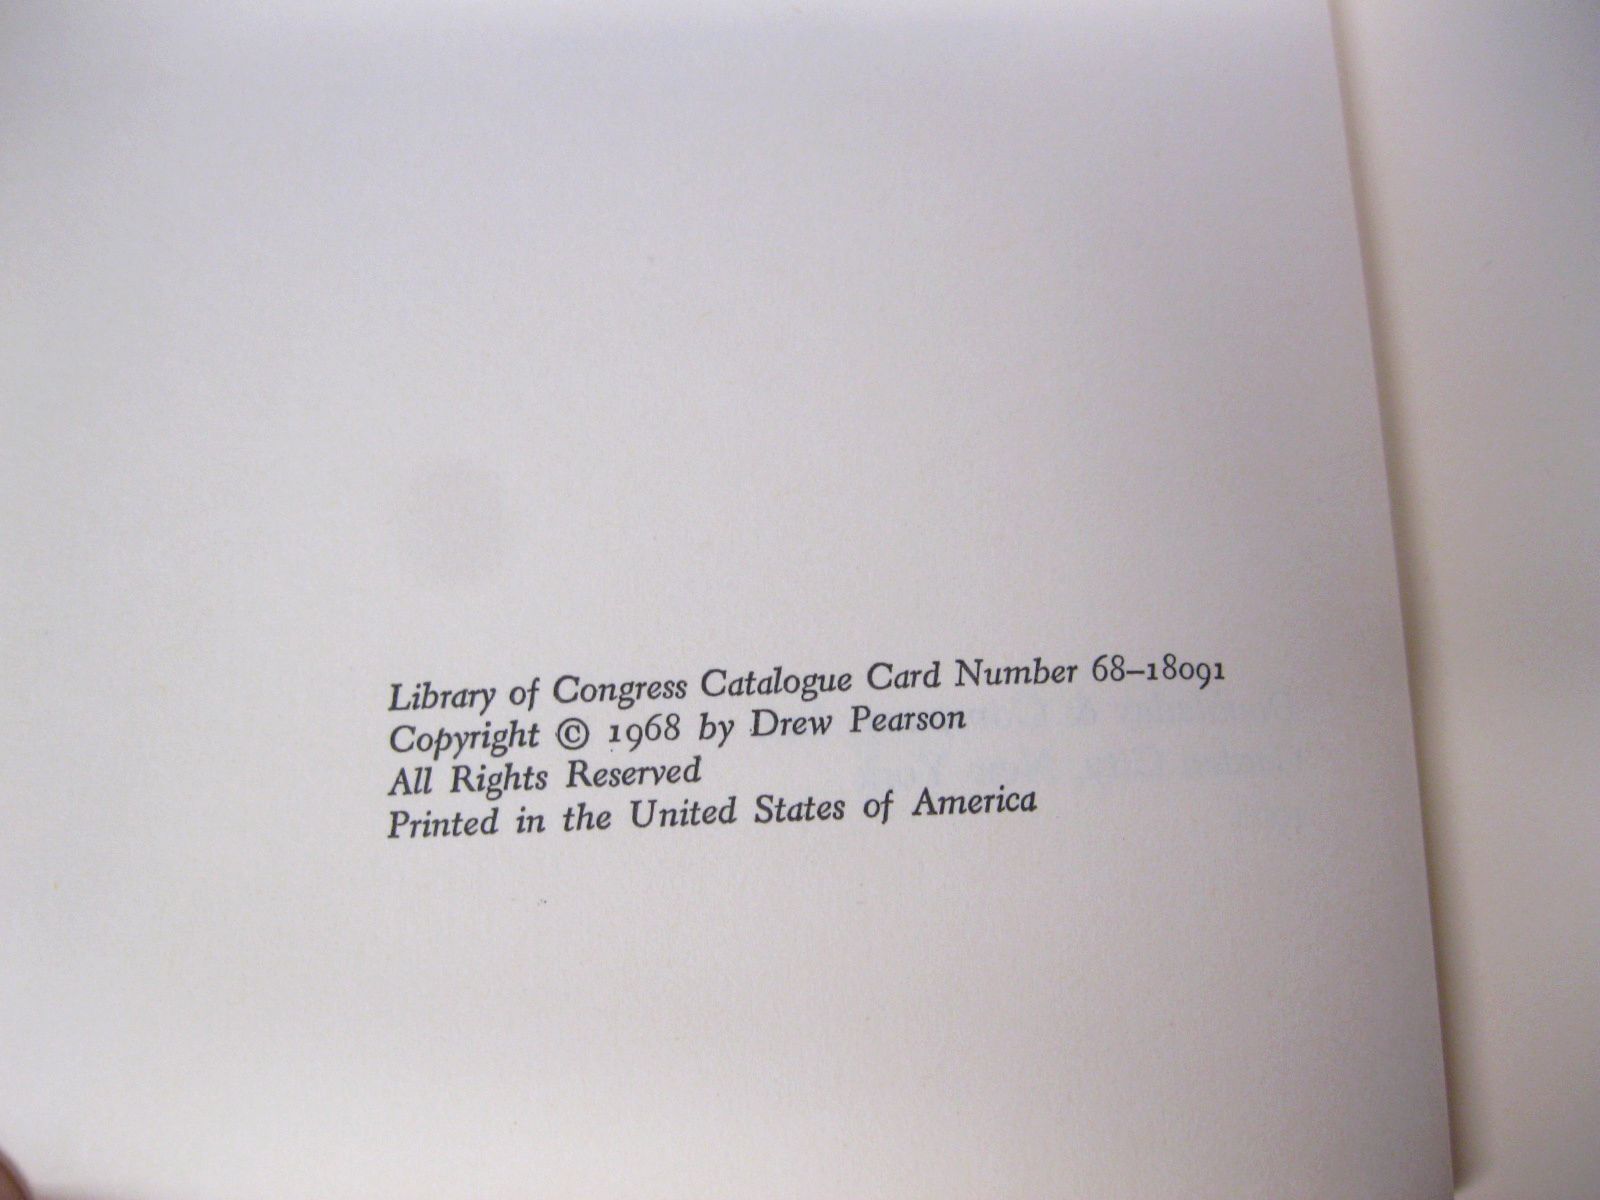 Library of Congress Catalogue Card Number 68–18091
Copyright © 1968 by Drew Pearson
All Rights Reserved
Printed in the United States of America